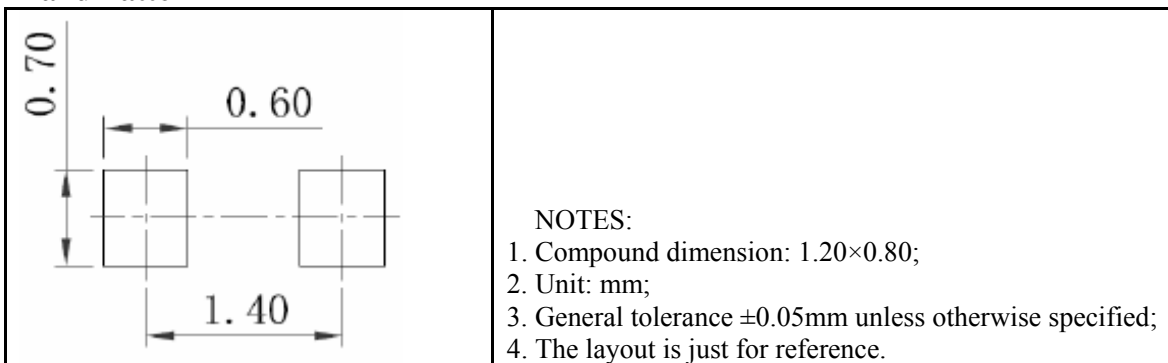 0.70
0.60
1.40
NOTES:
1. Compound dimension: 1.20×0.80;
2. Unit: mm;
3. General tolerance ±0.05mm unless otherwise specified;
4. The layout is just for reference.